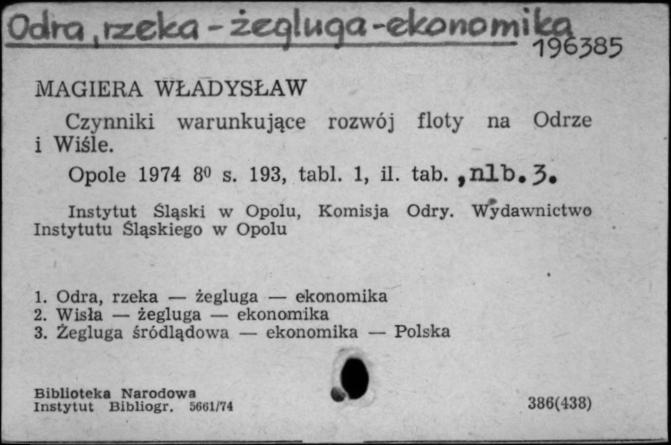 Odra, rzeka - żegluga - ekonomika
196385
MAGIERA WŁADYSŁAW
Czynniki warunkujące rozwój floty na Odrze
i Wiśle.
Opole 1974 8⁰ s. 193, tabl. 1, il. tab. , nlb. 3.
Instytut Śląski w Opolu, Komisja Odry. Wydawnictwo
Instytutu Śląskiego w Opolu
1. Odra, rzeka — żegluga — ekonomika
2. Wisła — żegluga — ekonomika
3. Żegluga śródlądowa — ekonomika — Polska
Biblioteka Narodowa
Instytut Bibliogr. 5661/74
386(438)